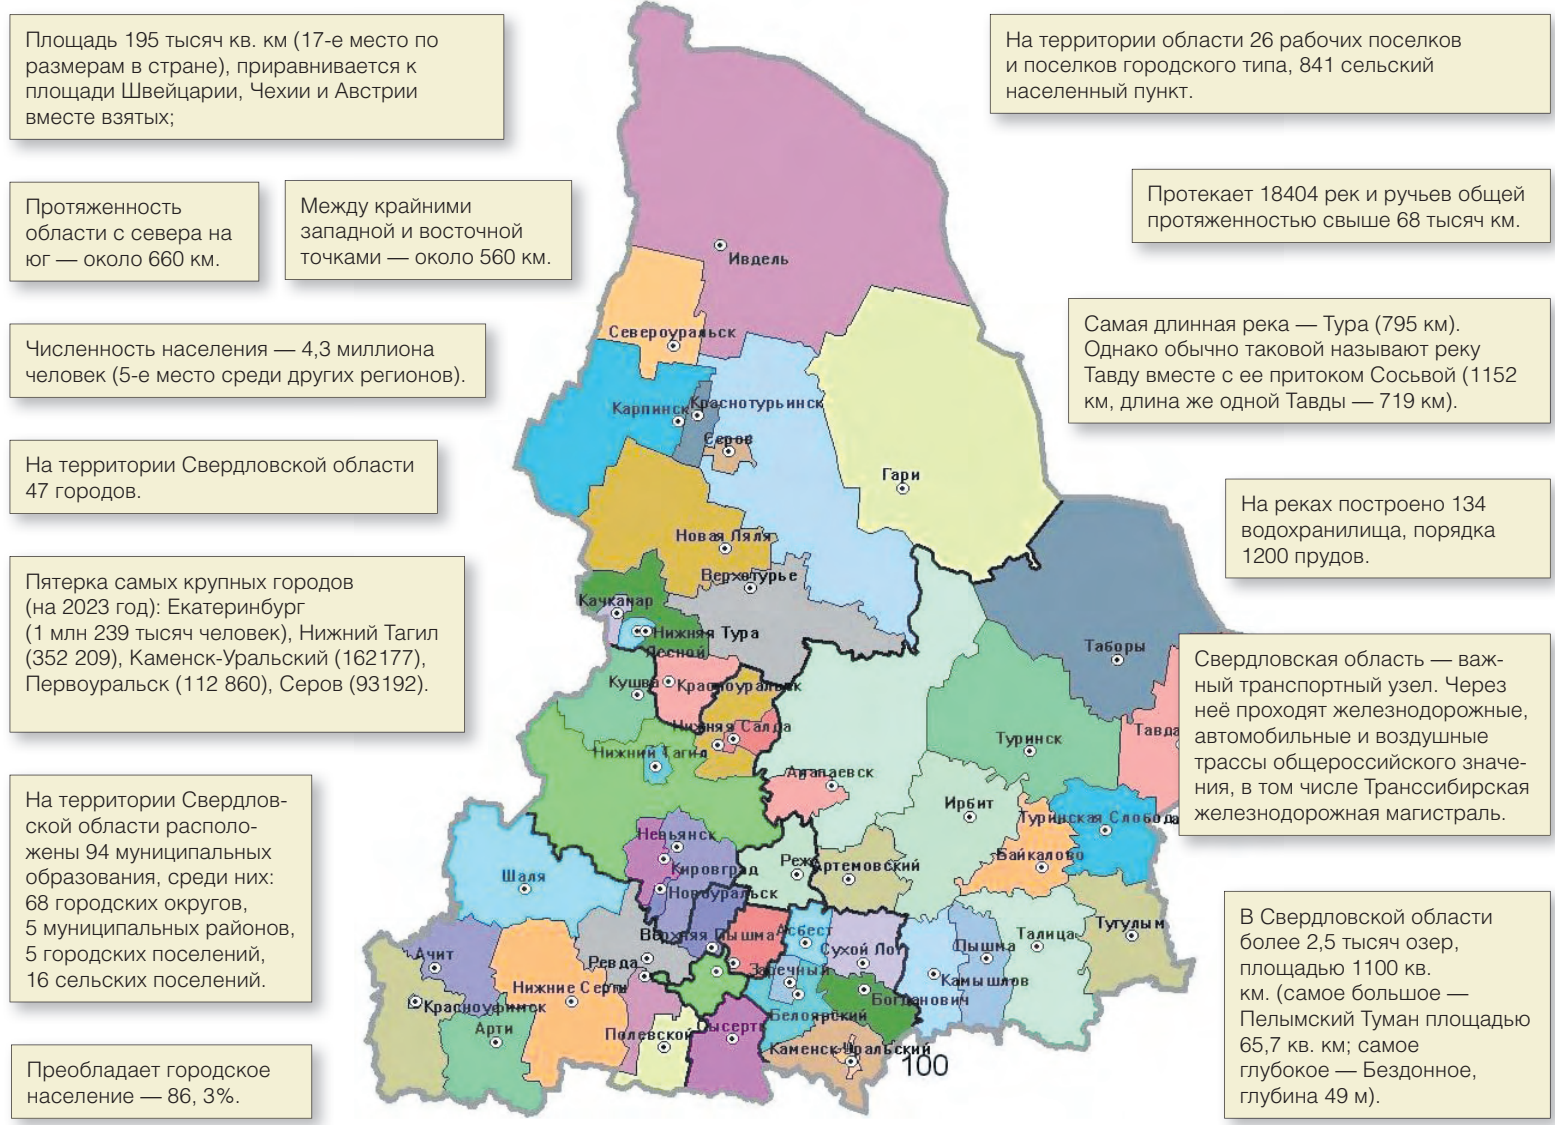 Площадь 195 тысяч кв. км (17-е место по
размерам в стране), приравнивается к
площади Швейцарии, Чехии и Австрии
вместе взятых;
Протяженность
области с севера на
юг — около 660 км.
Между крайними
западной и восточной
точками — около 560 км.
Численность населения — 4,3 миллиона
человек (5-е место среди других регионов).
На территории Свердловской области
47 городов.
Пятерка самых крупных городов
(на 2023 год): Екатеринбург
(1 млн 239 тысяч человек), Нижний Тагил
(352 209), Каменск-Уральский (162177),
Первоуральск (112 860), Серов (93192).
На территории Свердлов-
ской области располо-
жены 94 муниципальных
образования, среди них:
68 городских округов,
5 муниципальных районов,
5 городских поселений,
16 сельских поселений.
Преобладает городское
население — 86, 3%.
На территории области 26 рабочих поселков
и поселков городского типа, 841 сельский
населенный пункт.
Протекает 18404 рек и ручьев общей
протяженностью свыше 68 тысяч км.
Самая длинная река — Тура (795 км).
Однако обычно таковой называют реку
Тавду вместе с ее притоком Сосьвой (1152
км, длина же одной Тавды — 719 км).
На реках построено 134
водохранилища, порядка
1200 прудов.
Свердловская область — важ-
ный транспортный узел. Через
неё проходят железнодорожные,
автомобильные и воздушные
трассы общероссийского значе-
ния, в том числе Транссибирская
железнодорожная магистраль.
В Свердловской области
более 2,5 тысяч озер,
площадью 1100 кв.
км. (самое большое —
Пелымский Туман площадью
65,7 кв. км; самое
глубокое — Бездонное,
глубина 49 м).
Ивдель
Североуральск
Карпинск
Краснотурьинск
Серов
Гари
Новая Ляля
Верхотурье
Качканар
Нижняя Тура
Лесной
Кушва
Красноуральск
Нижняя Салда
Нижний Тагил
Таборы
Тавда
Туринск
Алапаевск
Ирбит
Туринская Слобода
Байкалово
Невьянск
Кировград
Новоуральск
Реж
Артемовский
Шаля
Тугулым
Талица
Верхняя Пышма
Асбест
Сухой Лог
Пышма
Камышлов
Ачит
Ревда
Заречный
Богданович
Красноуфимск
Нижние Серги
Белоярский
Арти
Полевской
Сысерть
Каменск-Уральский
100